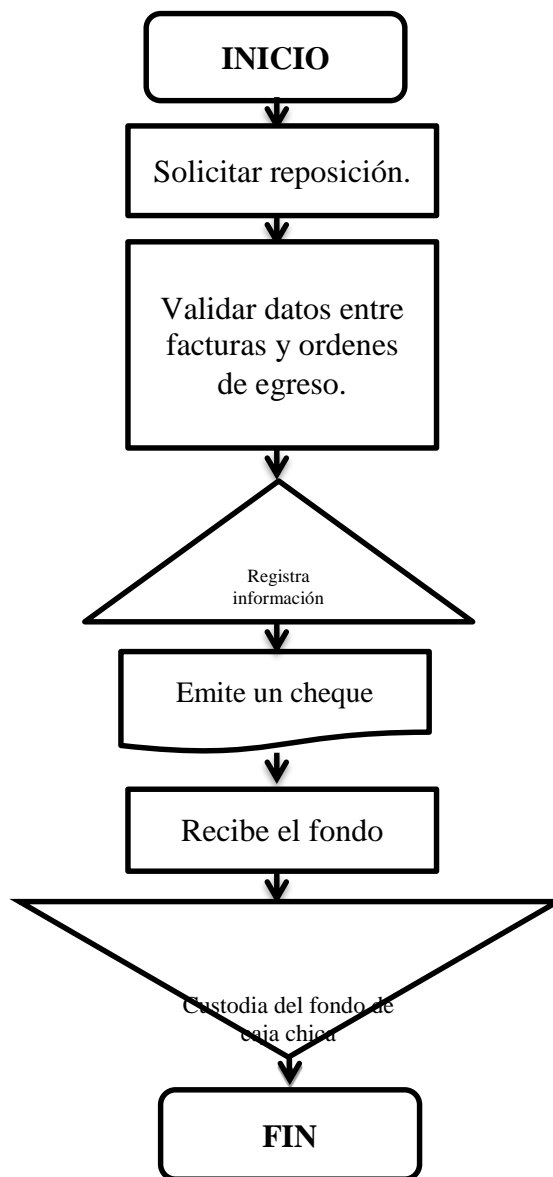 INICIO
Solicitar reposición.
Validar datos entre
facturas y ordenes
de egreso.
Registra
información
Emite un cheque
Recibe el fondo
Custodia del fondo de
caja chica
FIN